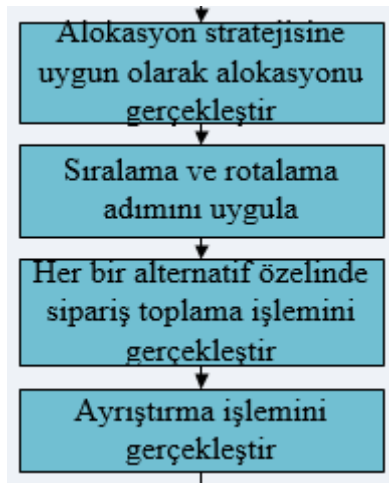 Alokasyon stratejisine
uygun olarak alokasyonu
gerçekleştir
Sıralama ve rotalama
adımını uygula
Her bir alternatif özelinde
sipariş toplama işlemini
gerçekleştir
Ayrıştırma işlemini
gerçekleştir